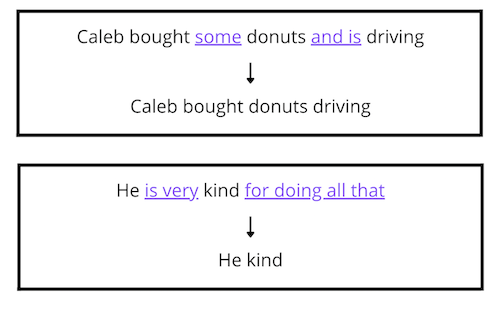 Caleb bought some donuts and is driving
↓
Caleb bought donuts driving
He is very kind for doing all that
↓
He kind